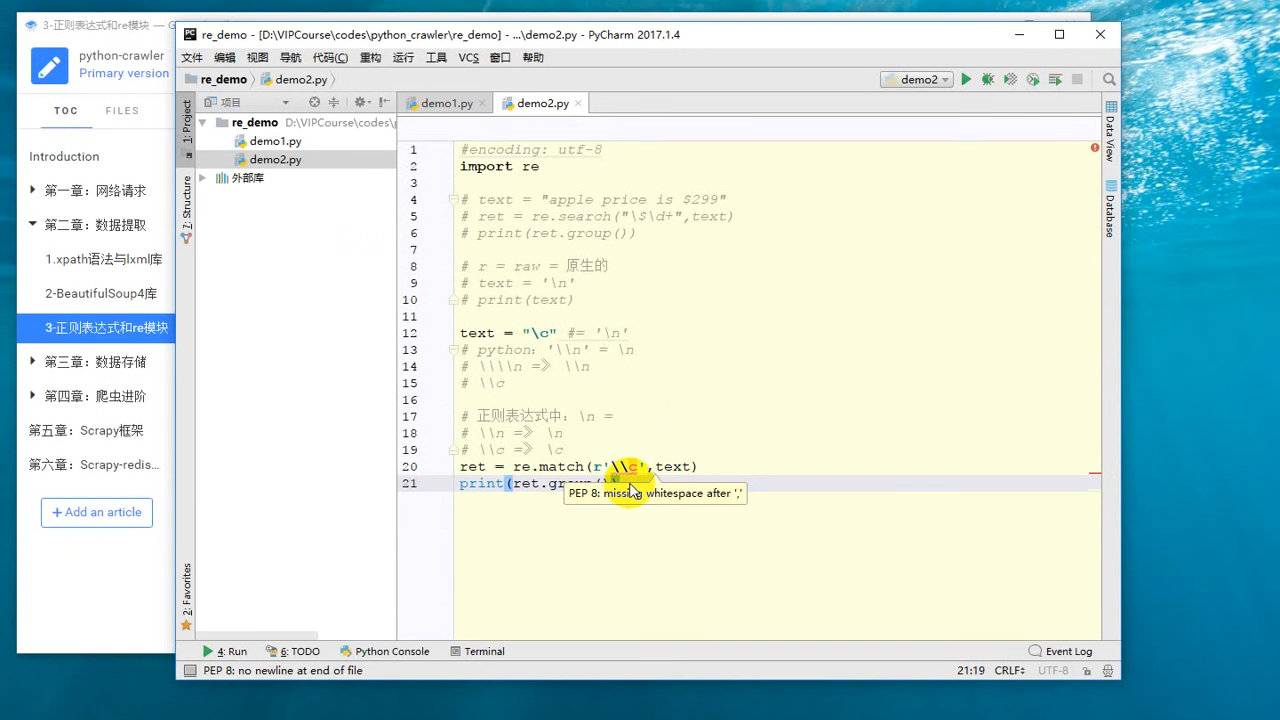 3-正则表达式和re模块 — G
python-crawler
Primary version
TOC FILES
Introduction
第一章：网络请求
第二章：数据提取
1.xpath语法与lxml库
2-BeautifulSoup4库
3-正则表达式和re模块
第三章：数据存储
第四章：爬虫进阶
第五章：Scrapy框架
第六章：Scrapy-redis...
+ Add an article
re_demo - [D:\VIPCourse\codes\python_crawler\re_demo] - ...\demo2.py - PyCharm 2017.1.4
文件 编辑 视图 导航 代码(C) 重构 运行 工具 VCS 窗口 帮助
re_demo demo2.py
demo2
项目
demo1.py demo2.py
1: Project
7: Structure
2: Favorites
re_demo D:\VIPCourse\codes\
demo1.py
demo2.py
外部库
1 #encoding: utf-8
2 import re
3
4 # text = "apple price is $299"
5 # ret = re.search("\$\d+",text)
6 # print(ret.group())
7
8 # r = raw = 原生的
9 # text = '\n'
10 # print(text)
11
12 text = "\c" #= '\n'
13 # python：'\\n' = \n
14 # \\\\n =》 \\n
15 # \\c
16
17 # 正则表达式中：\n =
18 # \\n =》 \n
19 # \\c =》 \c
20 ret = re.match(r'\\c',text)
21 print(ret.group()
PEP 8: missing whitespace after ','
Data View
Database
4: Run 6: TODO Python Console Terminal Event Log
PEP 8: no newline at end of file 21:19 CRLF UTF-8